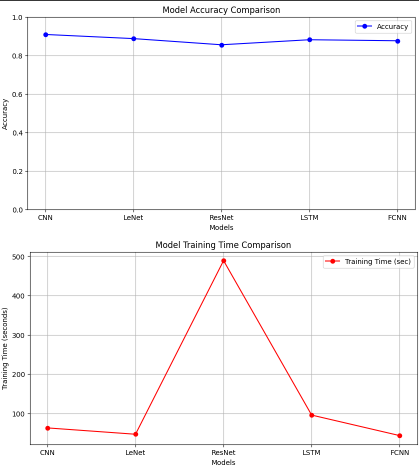 Model Accuracy Comparison
Accuracy
1.0
0.8
0.6
0.4
0.2
0.0
Accuracy
CNN LeNet ResNet LSTM FCNN
Models
Model Training Time Comparison
Training Time (sec)
500
400
300
200
100
Training Time (seconds)
CNN LeNet ResNet LSTM FCNN
Models